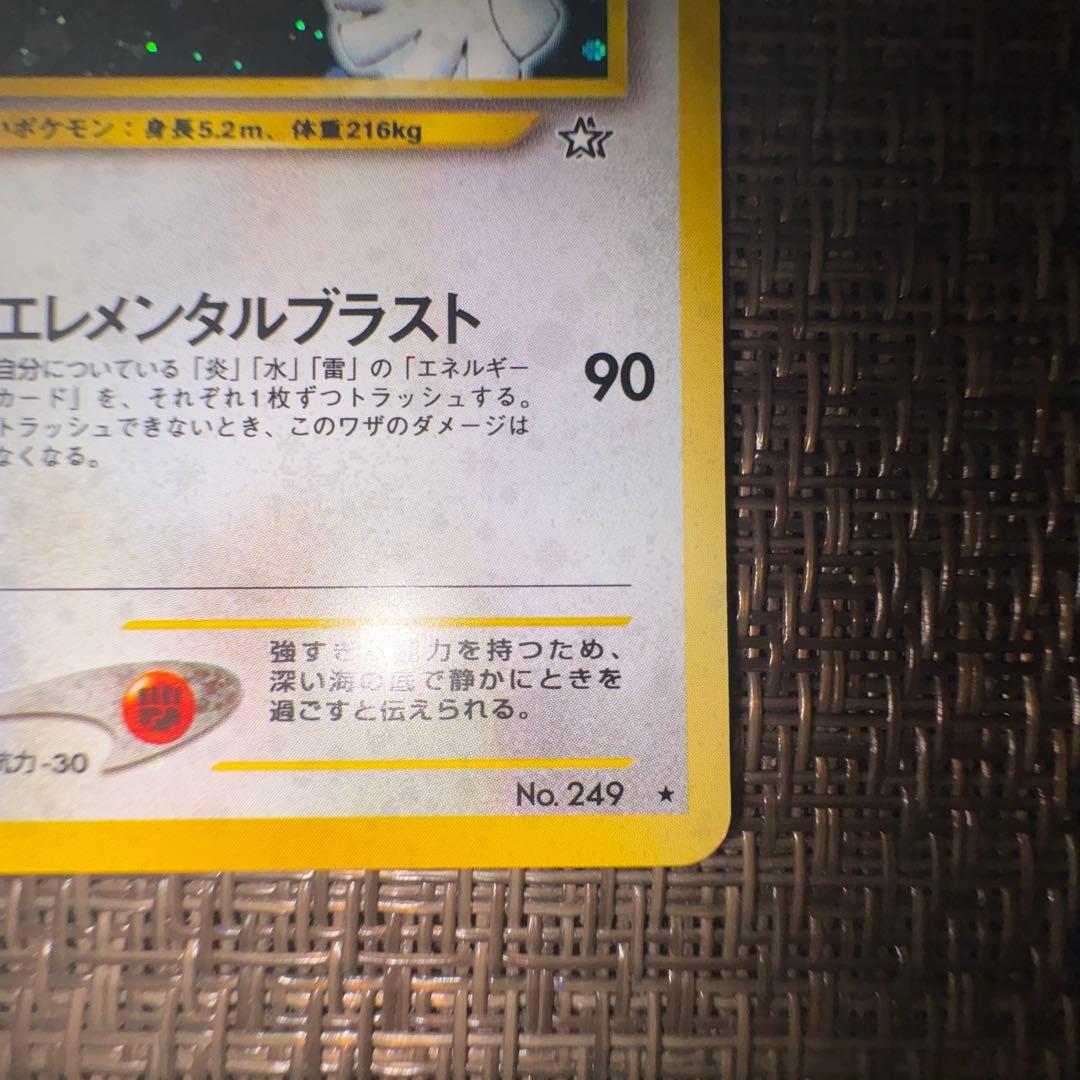 いポケモン：身長5.2m、体重216kg
エレメンタルブラスト
90
自分についている「炎」「水」「雷」の「エネルギー
カード」を、それぞれ1枚ずつトラッシュする。
トラッシュできないとき、このワザのダメージは
なくなる。
強すぎ 力を持つため、
深い海の底で静かにときを
過ごすと伝えられる。
抗力-30
No. 249 ★